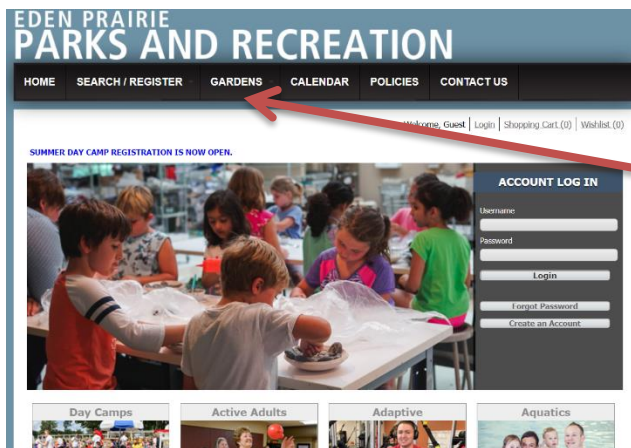 EDEN PRAIRIE
PARKS AND RECREATION
HOME SEARCH / REGISTER GARDENS CALENDAR POLICIES CONTACT US
Welcome, Guest | Login | Shopping Cart (0) | Wishlist (0)
SUMMER DAY CAMP REGISTRATION IS NOW OPEN.
ACCOUNT LOG IN
Username
Password
Login
Forgot Password
Create an Account
Day Camps Active Adults Adaptive Aquatics